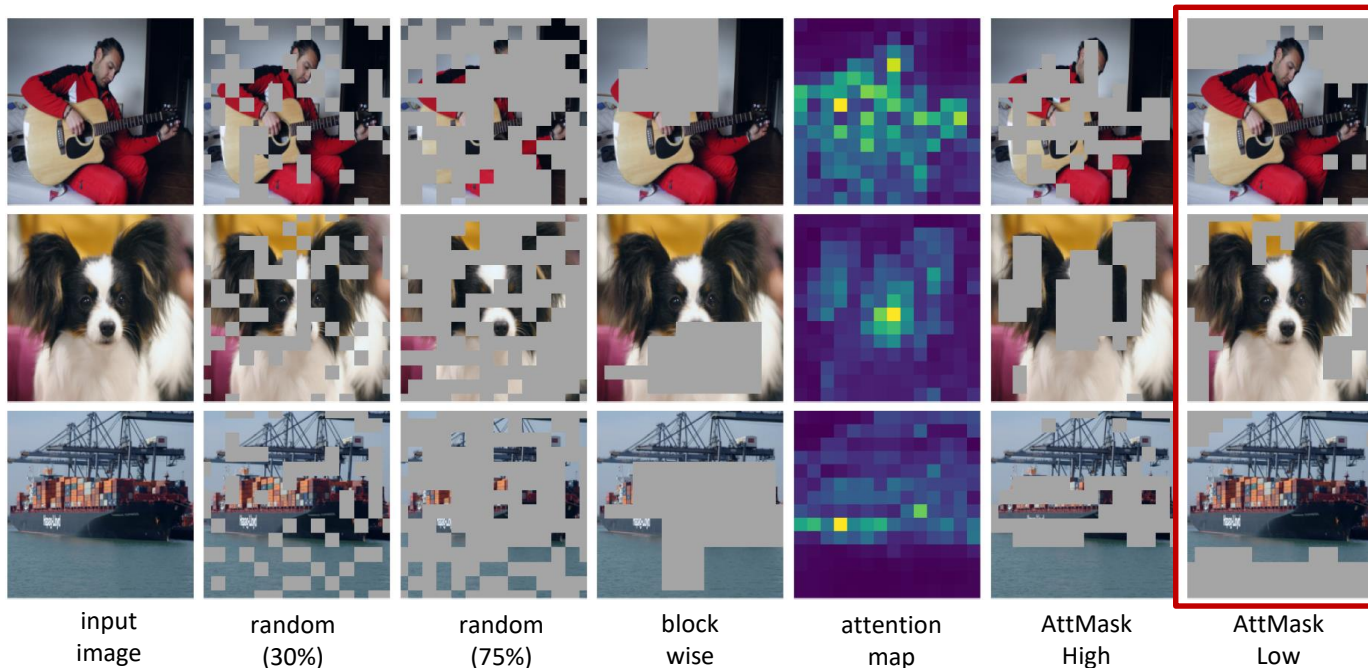 input
image
random
(30%)
random
(75%)
block
wise
attention
map
AttMask
High
AttMask
Low